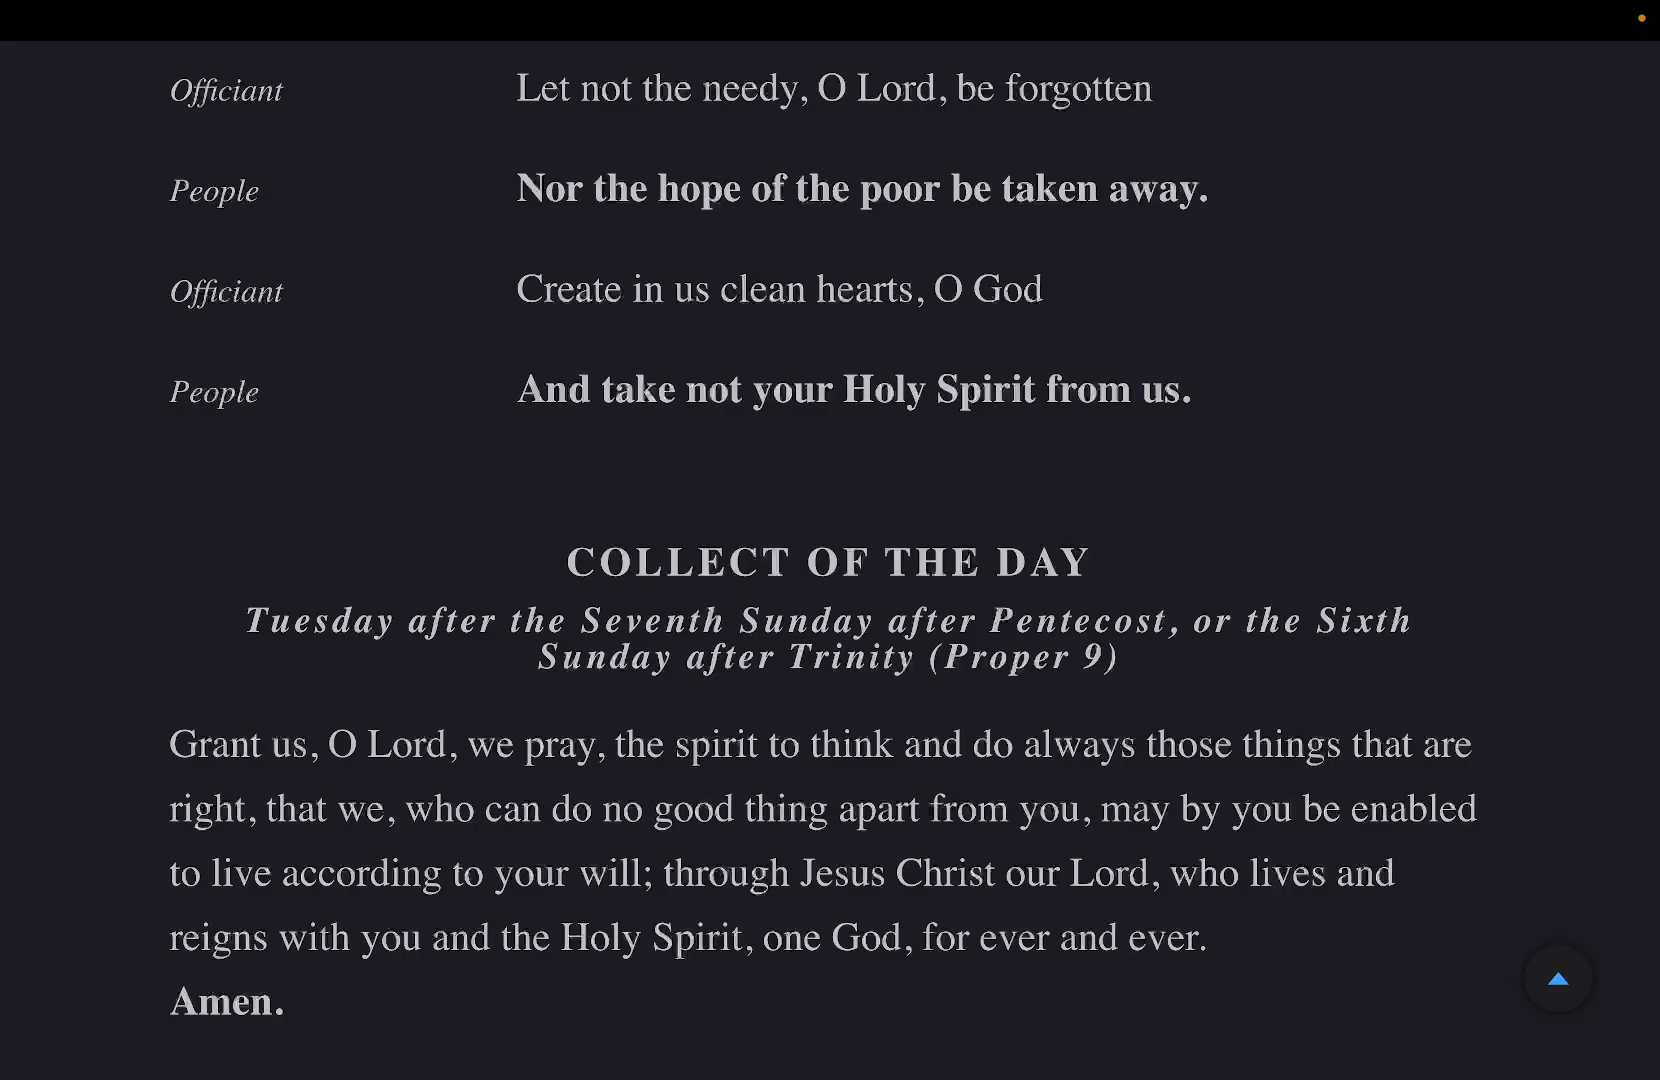 Officiant Let not the needy, O Lord, be forgotten
People Nor the hope of the poor be taken away.
Officiant Create in us clean hearts, O God
People And take not your Holy Spirit from us.
COLLECT OF THE DAY
Tuesday after the Seventh Sunday after Pentecost, or the Sixth
Sunday after Trinity (Proper 9)
Grant us, O Lord, we pray, the spirit to think and do always those things that are
right, that we, who can do no good thing apart from you, may by you be enabled
to live according to your will; through Jesus Christ our Lord, who lives and
reigns with you and the Holy Spirit, one God, for ever and ever.
Amen.